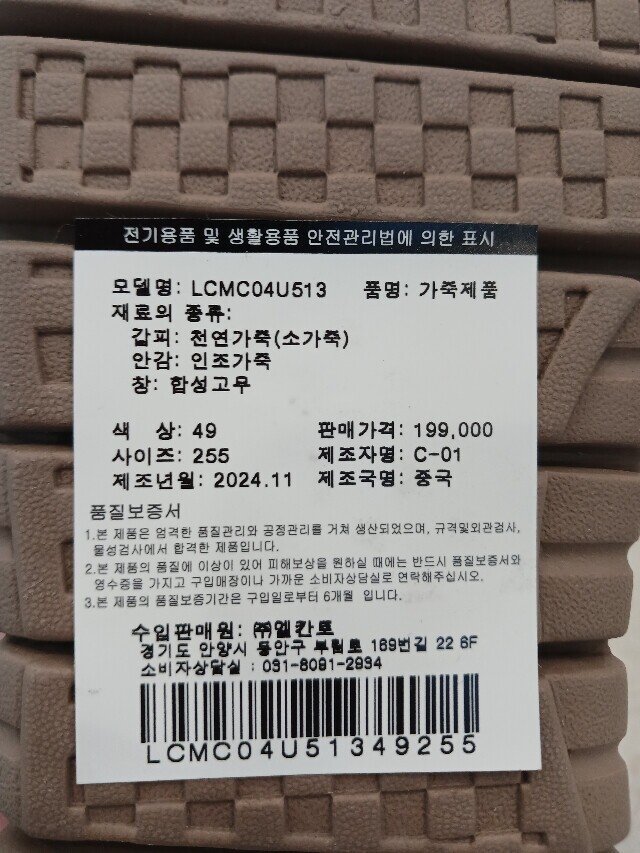 전기용품 및 생활용품 안전관리법에 의한 표시
모델명: LCMC04U513 품명: 가죽제품
재료의 종류:
갑피: 천연가죽(소가죽)
안감: 인조가죽
창: 합성고무
색 상: 49 판매가격: 199,000
사이즈: 255 제조자명: C-01
제조년월: 2024.11 제조국명: 중국
품질보증서
1.본 제품은 엄격한 품질관리와 공정관리를 거쳐 생산되었으며, 규격및외관검사,
물성검사에서 합격한 제품입니다.
2.본 제품의 품질에 이상이 있어 피해보상을 원하실 때에는 반드시 품질보증서와
영수증을 가지고 구입매장이나 가까운 소비자상담실로 연락해주십시오.
3.본 제품의 품질보증기간은 구입일로부터 6개월 입니다.
수입판매원: ㈜엘칸토
경기도 안양시 동안구 부림로 169번길 22 6F
소비자상담실 : 031-8091-2934
LCMC04U51349255